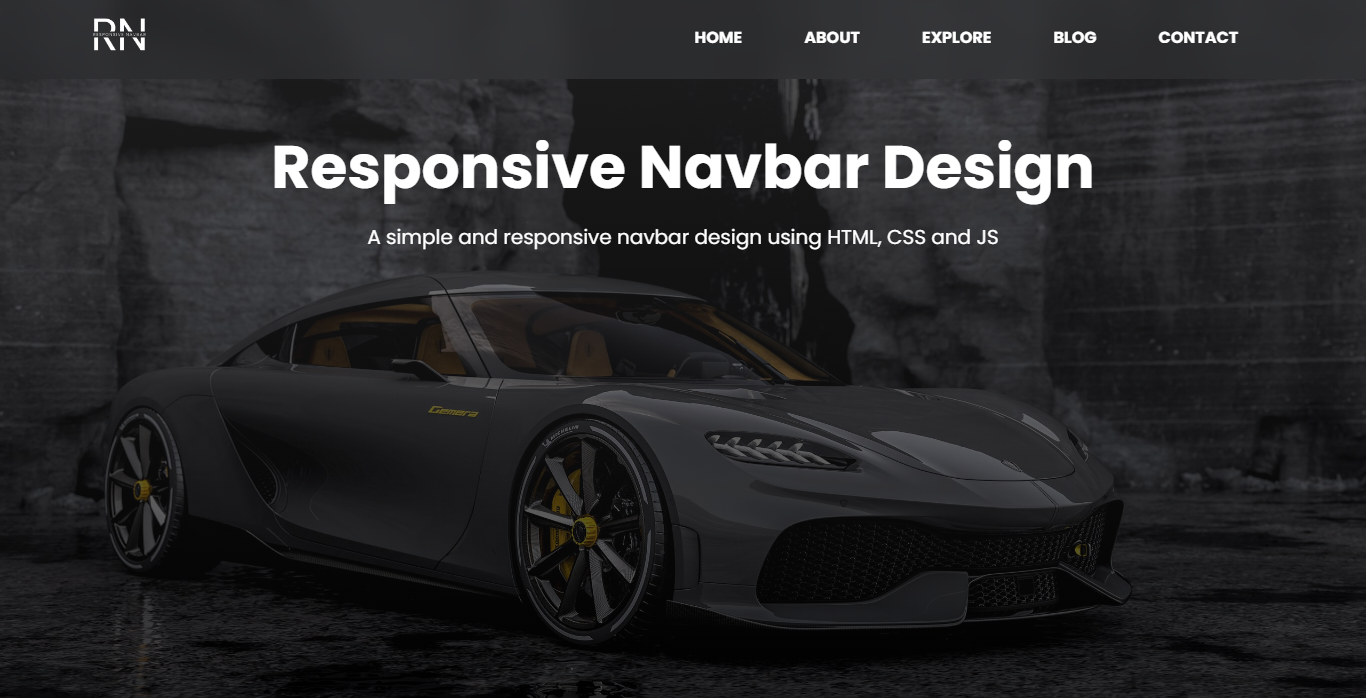 RN
RESPONSIVE NAVBAR
HOME ABOUT EXPLORE BLOG CONTACT
Responsive Navbar Design
A simple and responsive navbar design using HTML, CSS and JS
Gemera
MICHELIN